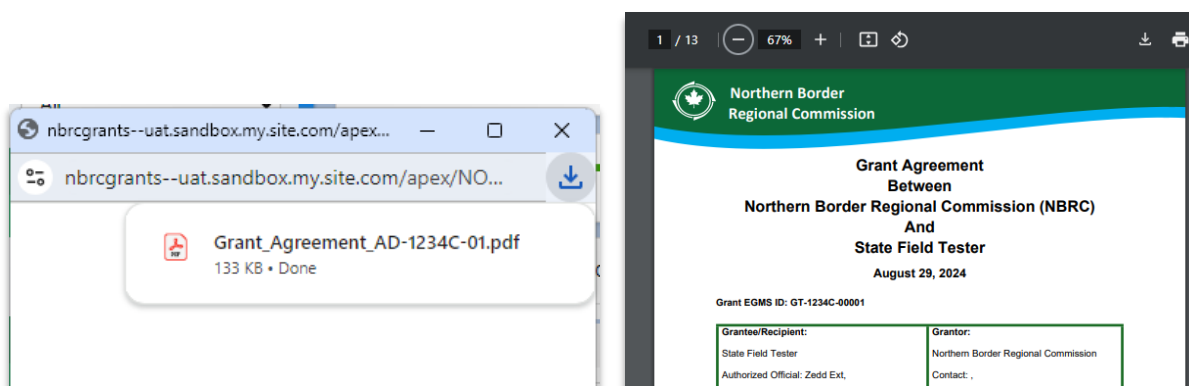 nbrcgrants--uat.sandbox.my.site.com/apex...
nbrcgrants--uat.sandbox.my.site.com/apex/NO...
Grant_Agreement_AD-1234C-01.pdf
133 KB • Done
1 / 13
67%
Northern Border
Regional Commission
Grant Agreement
Between
Northern Border Regional Commission (NBRC)
And
State Field Tester
August 29, 2024
Grant EGMS ID: GT-1234C-00001
Grantee/Recipient:
Grantor:
State Field Tester
Northern Border Regional Commission
Authorized Official: Zedd Ext,
Contact: ,